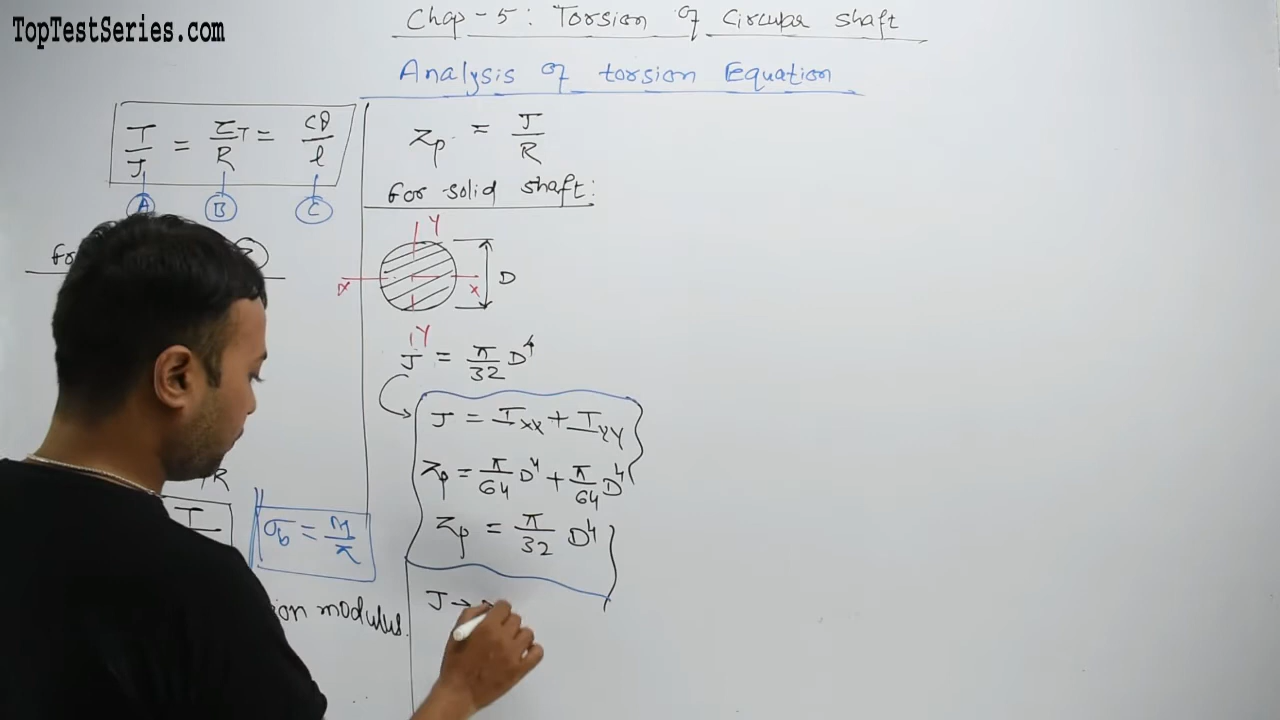 TopTestSeries.com
Chap-5: Torsion of Circular shaft
Analysis of torsion Equation
T/J = τ/R = Cθ/l
A B C
For
R
σb = M/Z
modulus.
Zp = J/R
For solid shaft:
Y
X X D
Y
J = π/32 D⁴
J = IXX + IYY
Zp = π/64 D⁴ + π/64 D⁴
Zp = π/32 D⁴
J →